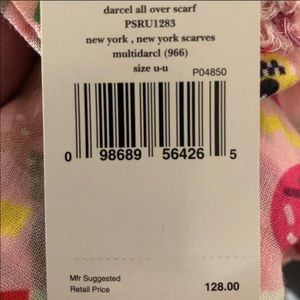 darcel all over scarf
PSRU1283
new york , new york scarves
multidarcl (966)
size u-u P04850
0 98689 56426 5
Mfr Suggested
Retail Price 128.00